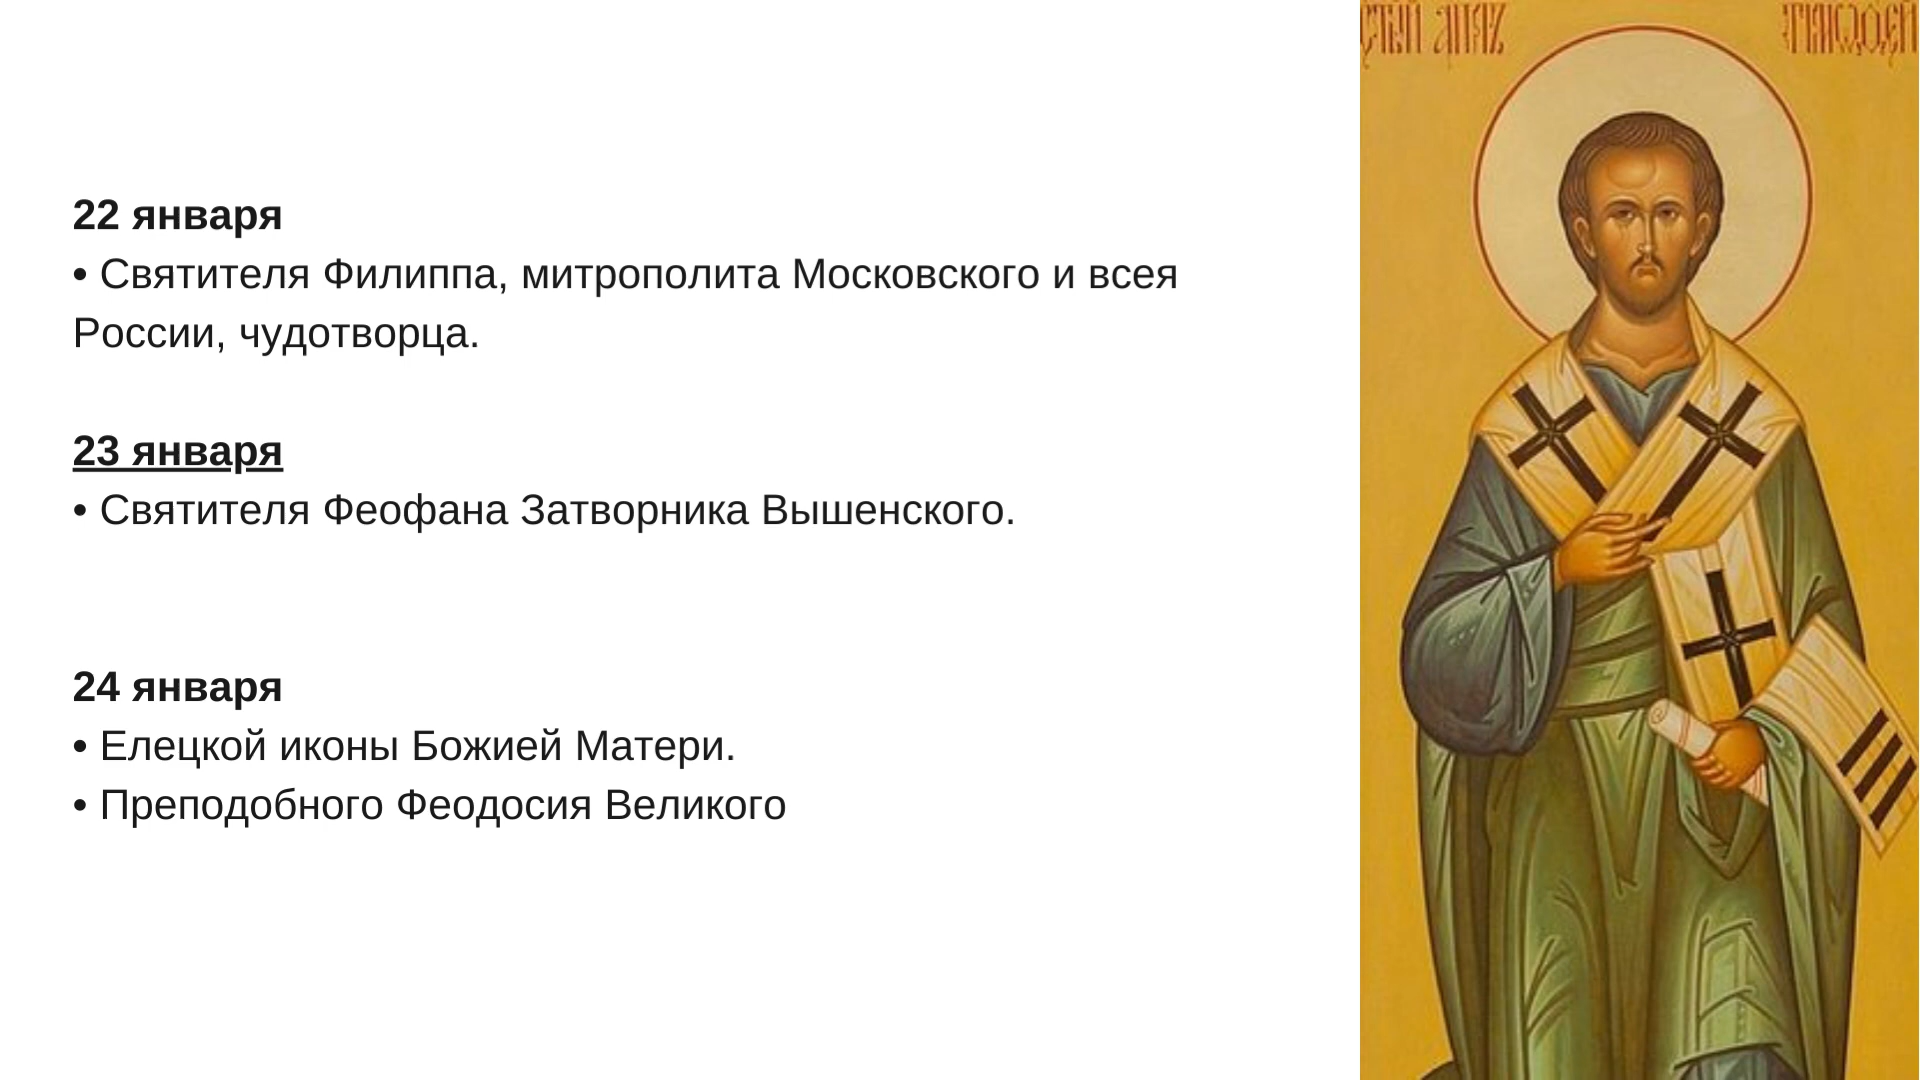 22 января
• Святителя Филиппа, митрополита Московского и всея
России, чудотворца.
23 января
• Святителя Феофана Затворника Вышенского.
24 января
• Елецкой иконы Божией Матери.
• Преподобного Феодосия Великого